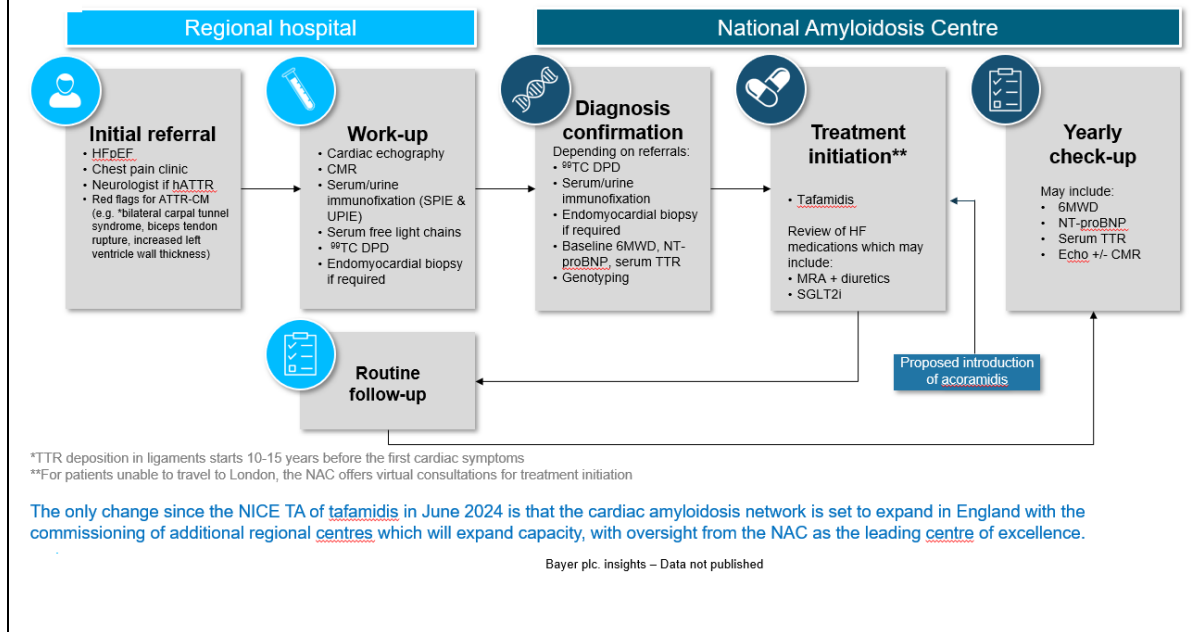 Regional hospital
National Amyloidosis Centre
Initial referral
• HFpEF
• Chest pain clinic
• Neurologist if hATTR
• Red flags for ATTR-CM
(e.g. *bilateral carpal tunnel
syndrome, biceps tendon
rupture, increased left
ventricle wall thickness)
Work-up
• Cardiac echography
• CMR
• Serum/urine
immunofixation (SPIE &
UPIE)
• Serum free light chains
• ⁹⁹TC DPD
• Endomyocardial biopsy
if required
Diagnosis
confirmation
Depending on referrals:
• ⁹⁹TC DPD
• Serum/urine
immunofixation
• Endomyocardial biopsy
if required
• Baseline 6MWD, NT-
proBNP, serum TTR
• Genotyping
Treatment
initiation**
• Tafamidis
Review of HF
medications which may
include:
• MRA + diuretics
• SGLT2i
Yearly
check-up
May include:
• 6MWD
• NT-proBNP
• Serum TTR
• Echo +/- CMR
Routine
follow-up
Proposed introduction
of acoramidis
*TTR deposition in ligaments starts 10-15 years before the first cardiac symptoms
**For patients unable to travel to London, the NAC offers virtual consultations for treatment initiation
The only change since the NICE TA of tafamidis in June 2024 is that the cardiac amyloidosis network is set to expand in England with the
commissioning of additional regional centres which will expand capacity, with oversight from the NAC as the leading centre of excellence.
Bayer plc. insights – Data not published